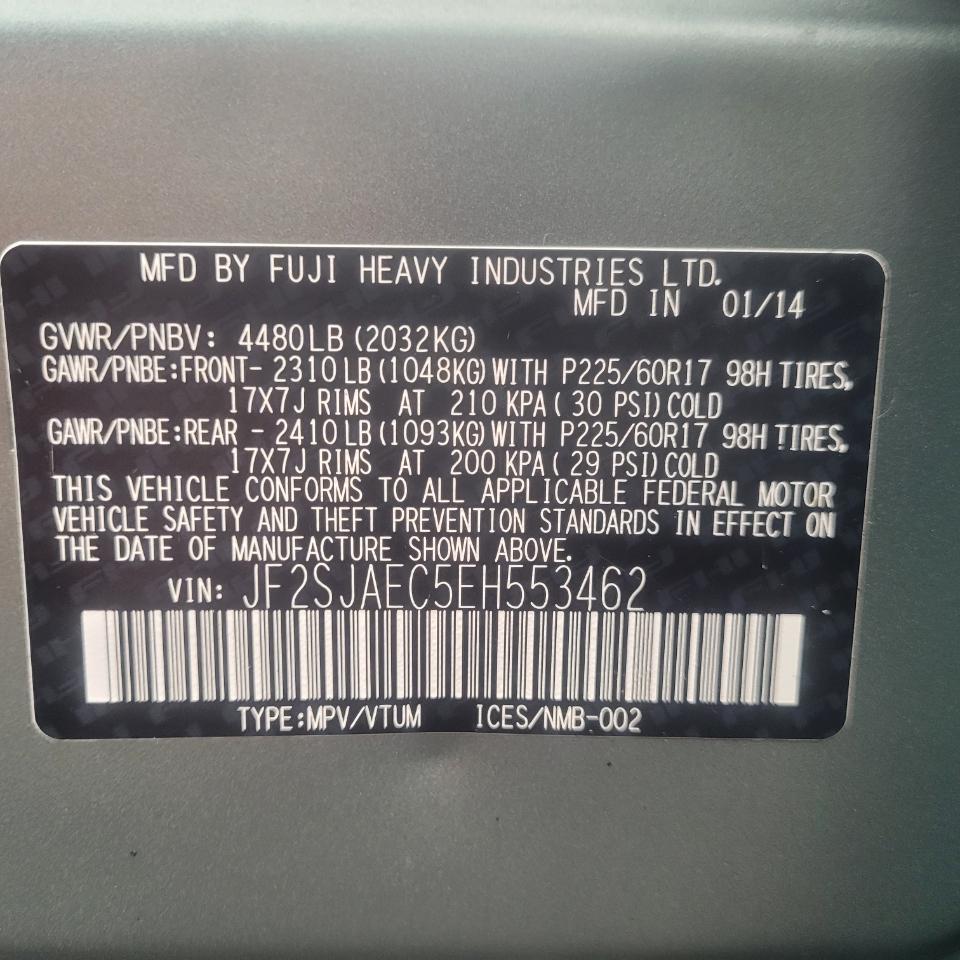 MFD BY FUJI HEAVY INDUSTRIES LTD.
MFD IN 01/14
GVWR/PNBV: 4480LB (2032KG)
GAWR/PNBE:FRONT- 2310LB (1048KG) WITH P225/60R17 98H TIRES,
17X7J RIMS AT 210 KPA( 30 PSI) COLD
GAWR/PNBE:REAR - 2410LB (1093KG) WITH P225/60R17 98H TIRES,
17X7J RIMS AT 200 KPA( 29 PSI) COLD
THIS VEHICLE CONFORMS TO ALL APPLICABLE FEDERAL MOTOR
VEHICLE SAFETY AND THEFT PREVENTION STANDARDS IN EFFECT ON
THE DATE OF MANUFACTURE SHOWN ABOVE.
VIN: JF2SJAEC5EH553462
TYPE:MPV/VTUM ICES/NMB-002